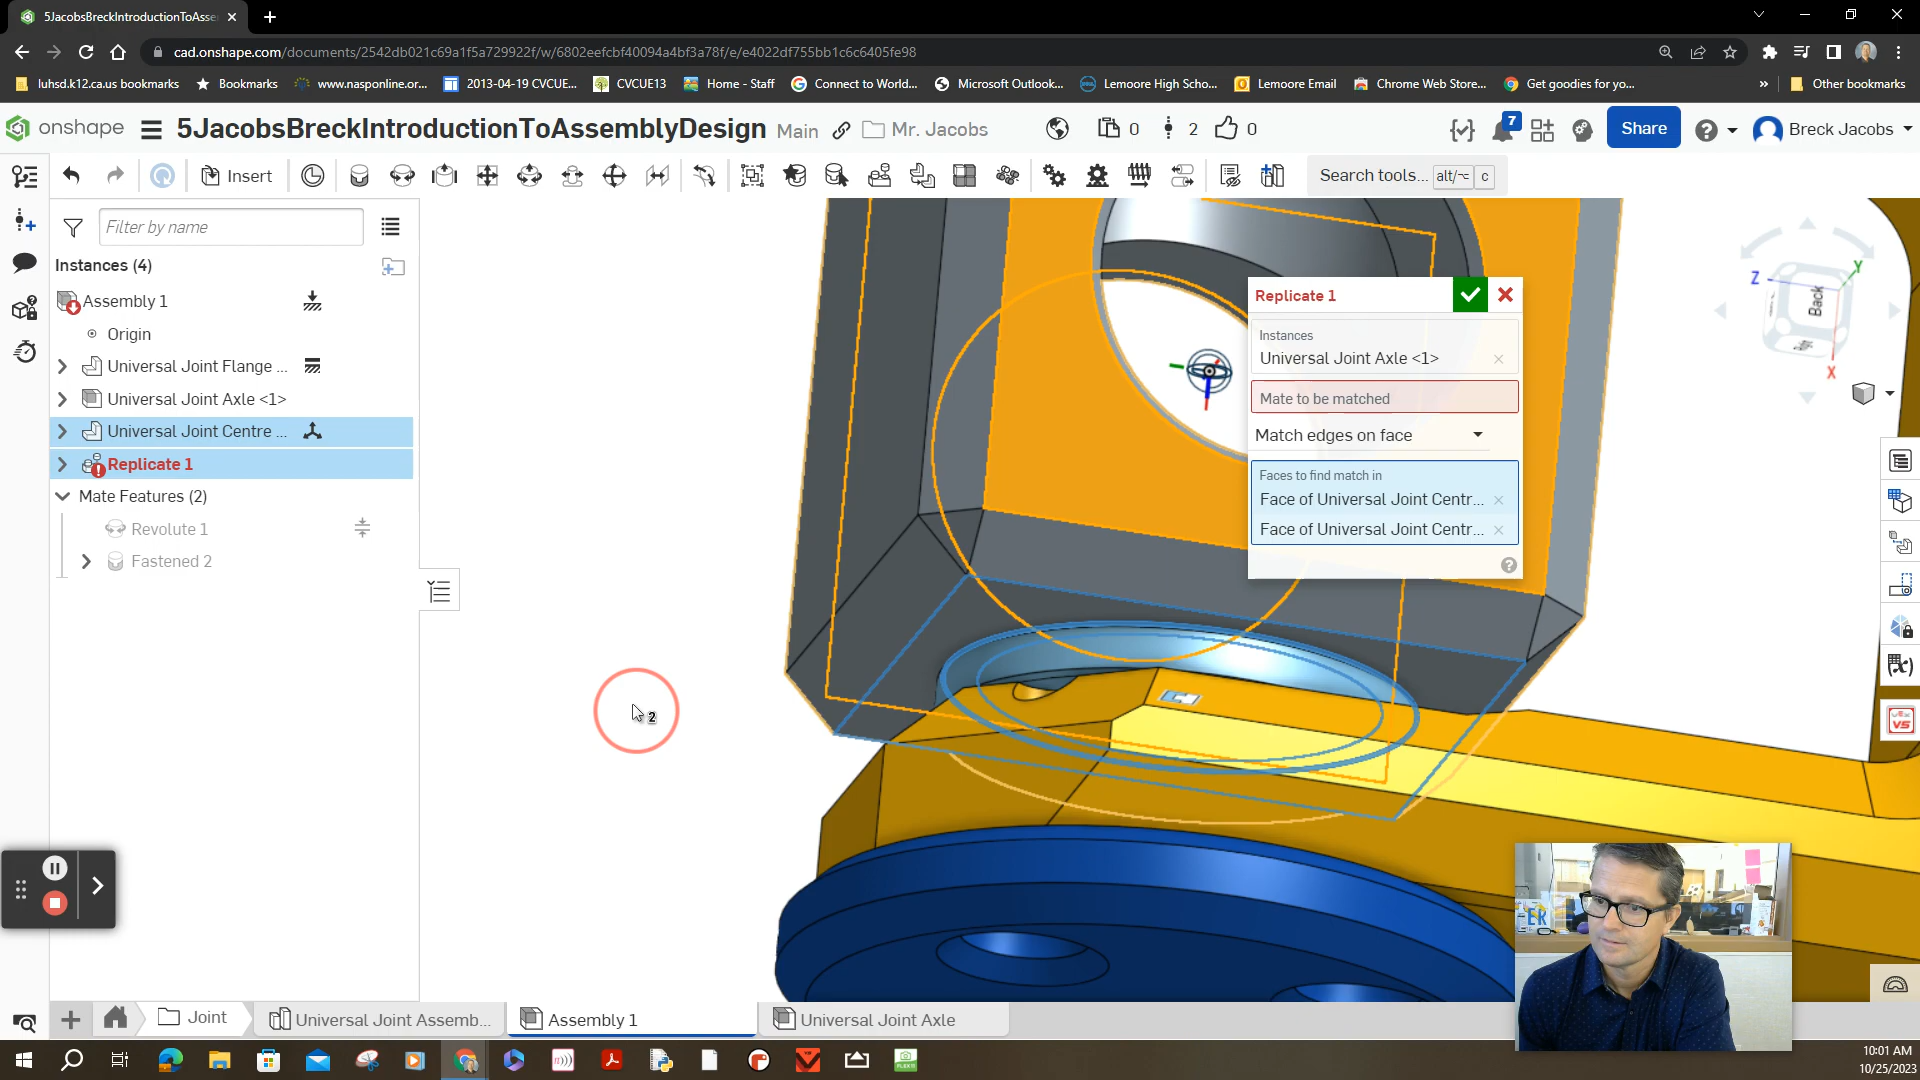 5JacobsBreckIntroductionToAsse
cad.onshape.com/documents/2542db021c69a1f5a729922f/w/6802eefcbf40094a4bf3a78f/e/e4022df755bb1c6c6405fe98
luhsd.k12.ca.us bookmarks
Bookmarks
www.nasponline.or...
2013-04-19 CVCUE...
CVCUE13
Home - Staff
Connect to World...
Microsoft Outlook...
Lemoore High Scho...
Lemoore Email
Chrome Web Store...
Get goodies for yo...
Other bookmarks
onshape
5JacobsBreckIntroductionToAssemblyDesign
Main
Mr. Jacobs
0
2
0
7
Share
Breck Jacobs
Insert
Search tools...
alt/⌥
c
Filter by name
Instances (4)
Assembly 1
Origin
Universal Joint Flange ...
Universal Joint Axle <1>
Universal Joint Centre ...
Replicate 1
Mate Features (2)
Revolute 1
Fastened 2
Replicate 1
Instances
Universal Joint Axle <1>
Mate to be matched
Match edges on face
Faces to find match in
Face of Universal Joint Centr...
Face of Universal Joint Centr...
Z
Y
Back
X
2
VEX
V5
ER
Joint
Universal Joint Assemb...
Assembly 1
Universal Joint Axle
10:01 AM
10/25/2023